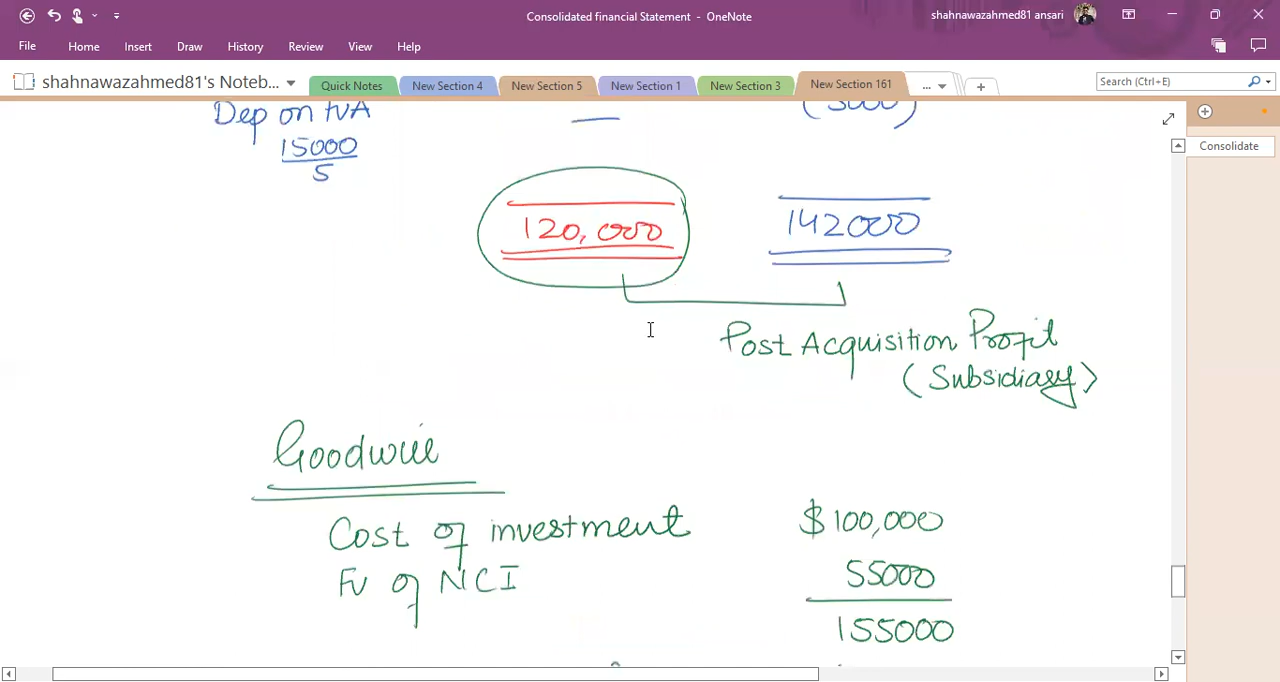 Consolidated financial Statement - OneNote
shahnawazahmed81 ansari
File Home Insert Draw History Review View Help
shahnawazahmed81's Noteb...
Quick Notes
New Section 4
New Section 5
New Section 1
New Section 3
New Section 161
...
Search (Ctrl+E)
Consolidate
Dep on FVA
(3000)
15000
5
120,000
142000
Post Acquisition Profit
(Subsidiary)
Goodwill
Cost of investment $100,000
FV of NCI 55000
155000